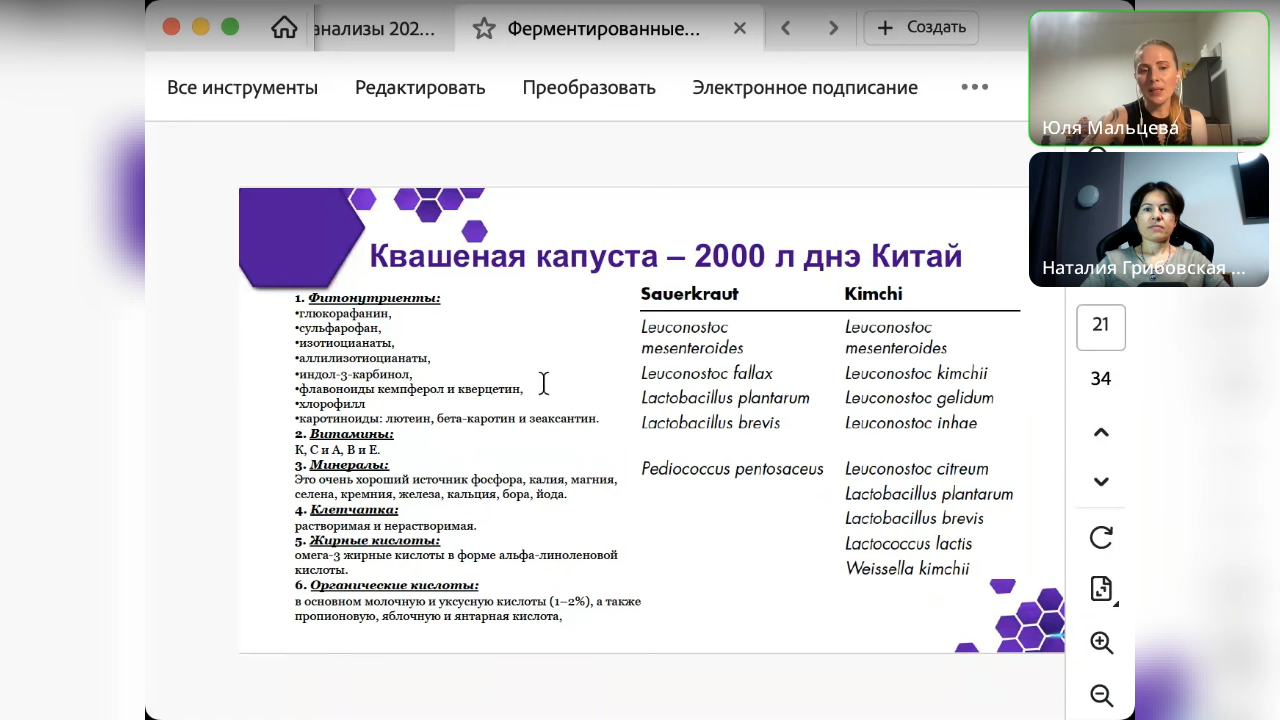 анализы 202...
Ферментированные...
Создать
Все инструменты
Редактировать
Преобразовать
Электронное подписание
Юля Мальцева
Наталия Грибовская ...
Квашеная капуста – 2000 л днэ Китай
1. Фитонутриенты:
•глюкорафанин,
•сульфарофан,
•изотиоцианаты,
•аллилизотиоцианаты,
•индол-3-карбинол,
•флавоноиды кемпферол и кверцетин,
•хлорофилл
•каротиноиды: лютеин, бета-каротин и зеаксантин.
2. Витамины:
К, С и А, В и Е.
3. Минералы:
Это очень хороший источник фосфора, калия, магния,
селена, кремния, железа, кальция, бора, йода.
4. Клетчатка:
растворимая и нерастворимая.
5. Жирные кислоты:
омега-3 жирные кислоты в форме альфа-линоленовой
кислоты.
6. Органические кислоты:
в основном молочную и уксусную кислоты (1–2%), а также
пропионовую, яблочную и янтарная кислота,
Sauerkraut Kimchi
Leuconostoc Leuconostoc
mesenteroides mesenteroides
Leuconostoc fallax Leuconostoc kimchii
Lactobacillus plantarum Leuconostoc gelidum
Lactobacillus brevis Leuconostoc inhae
Pediococcus pentosaceus Leuconostoc citreum
Lactobacillus plantarum
Lactobacillus brevis
Lactococcus lactis
Weissella kimchii
21
34